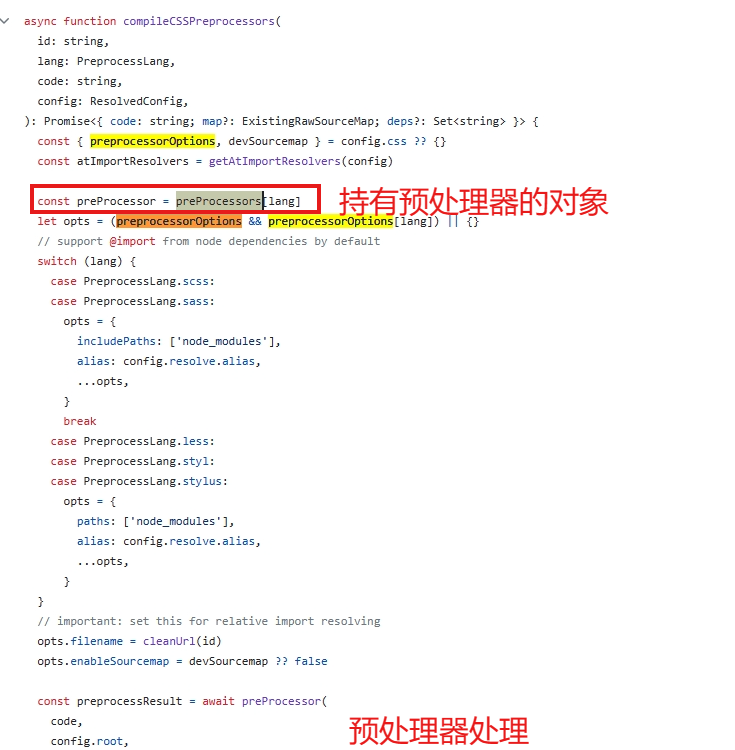 async function compileCSSPreprocessors(
id: string,
lang: PreprocessLang,
code: string,
config: ResolvedConfig,
): Promise<{ code: string; map?: ExistingRawSourceMap; deps?: Set<string> }> {
const { preprocessorOptions, devSourcemap } = config.css ?? {}
const atImportResolvers = getAtImportResolvers(config)
const preProcessor = preProcessors[lang] 持有预处理器的对象
let opts = (preprocessorOptions && preprocessorOptions[lang]) || {}
// support @import from node dependencies by default
switch (lang) {
case PreprocessLang.scss:
case PreprocessLang.sass:
opts = {
includePaths: ['node_modules'],
alias: config.resolve.alias,
...opts,
}
break
case PreprocessLang.less:
case PreprocessLang.styl:
case PreprocessLang.stylus:
opts = {
paths: ['node_modules'],
alias: config.resolve.alias,
...opts,
}
}
// important: set this for relative import resolving
opts.filename = cleanUrl(id)
opts.enableSourcemap = devSourcemap ?? false
const preprocessResult = await preProcessor(
code,
config.root, 预处理器处理